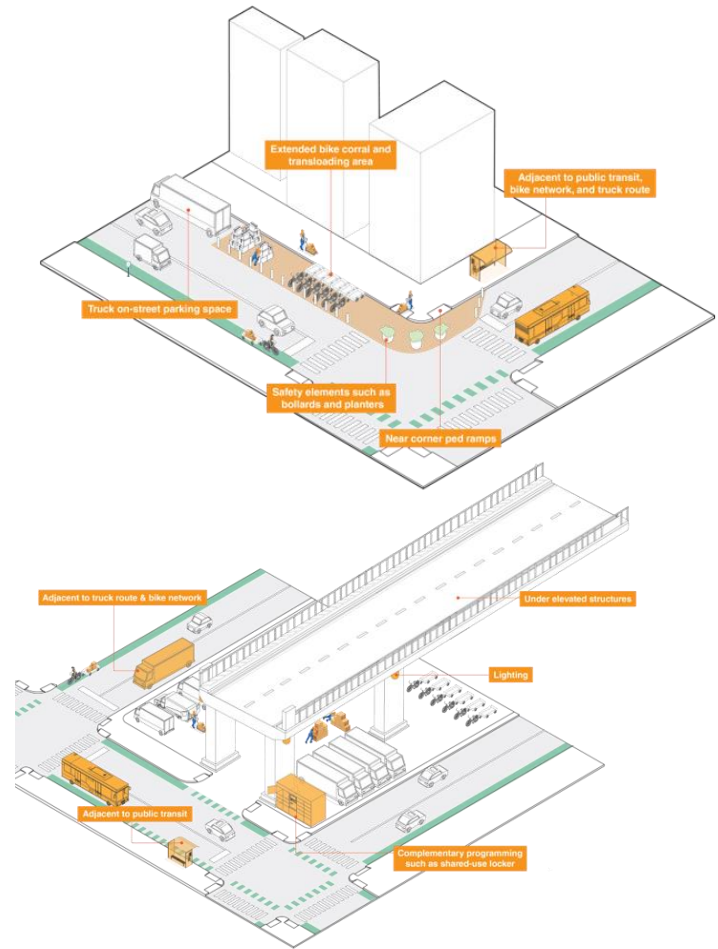 Extended bike corral and
transloading area
Adjacent to public transit,
bike network, and truck route
Truck on-street parking space
Safety elements such as
bollards and planters
Near corner ped ramps
Adjacent to truck route & bike network
Under elevated structures
Lighting
Adjacent to public transit
Complementary programming
such as shared-use locker